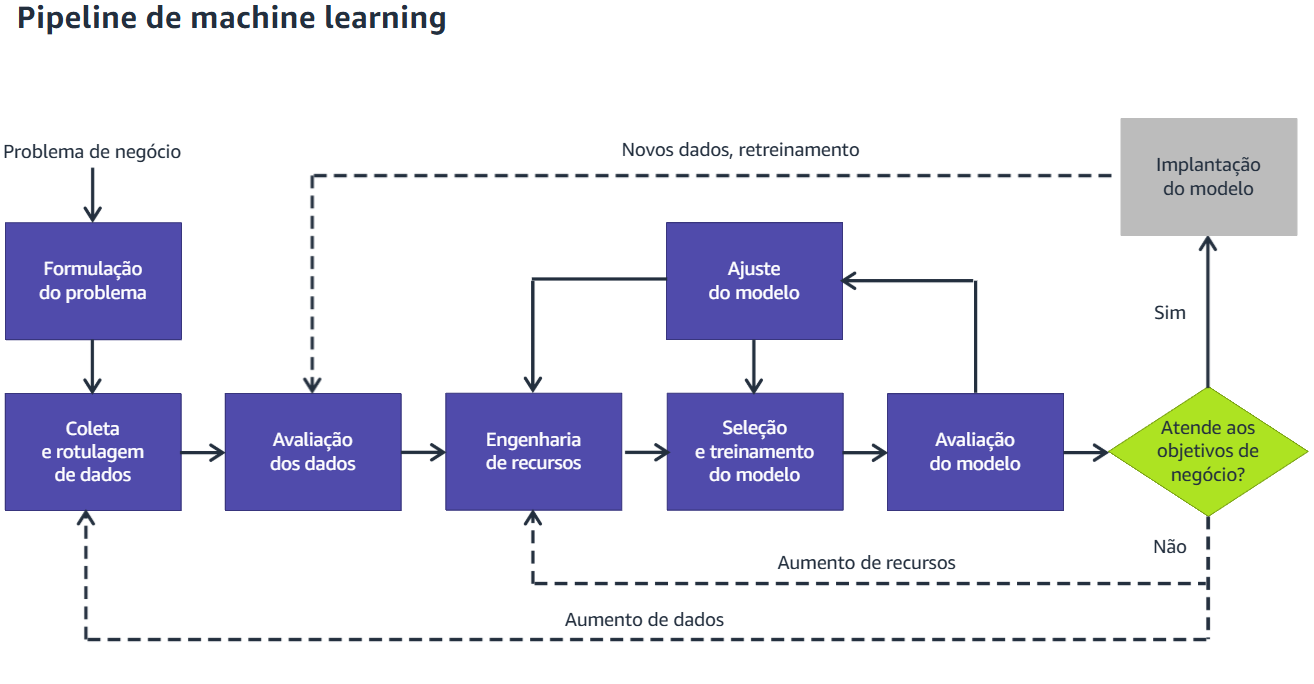 Pipeline de machine learning
Problema de negócio
Novos dados, retreinamento
Implantação
do modelo
Formulação
do problema
Ajuste
do modelo
Sim
Coleta
e rotulagem
de dados
Avaliação
dos dados
Engenharia
de recursos
Seleção
e treinamento
do modelo
Avaliação
do modelo
Atende aos
objetivos de
negócio?
Não
Aumento de recursos
Aumento de dados